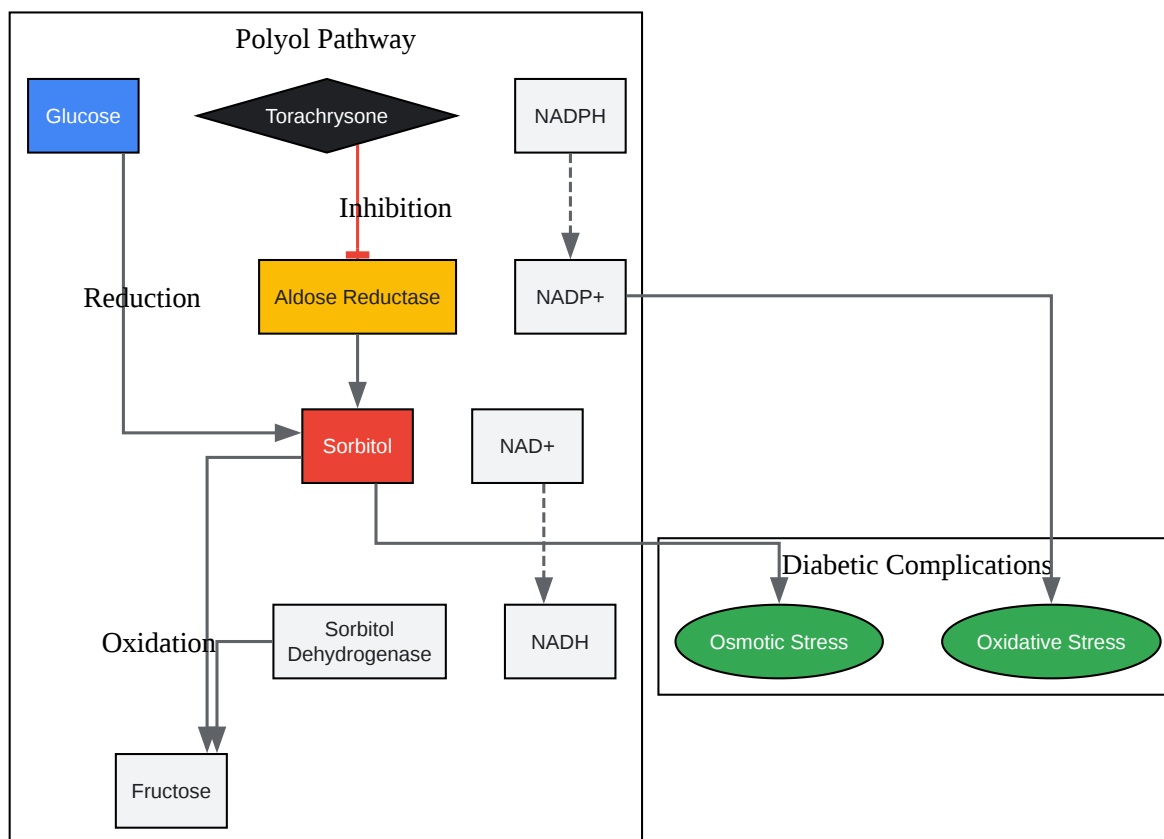 Polyol Pathway
Glucose
Torachrysone
NADPH
Inhibition
Reduction
Aldose Reductase
NADP+
Sorbitol
NAD+
Diabetic Complications
Oxidation
Sorbitol
Dehydrogenase
NADH
Osmotic Stress
Oxidative Stress
Fructose